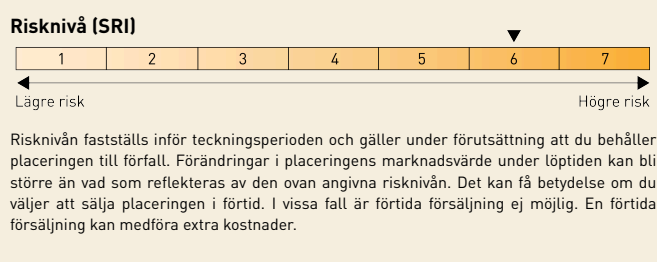 Risknivå (SRI)
1 2 3 4 5 6 7
Lägre risk Högre risk
Risknivån fastställs inför teckningsperioden och gäller under förutsättning att du behåller
placeringen till förfall. Förändringar i placeringens marknadsvärde under löptiden kan bli
större än vad som reflekteras av den ovan angivna risknivån. Det kan få betydelse om du
väljer att sälja placeringen i förtid. I vissa fall är förtida försäljning ej möjlig. En förtida
försäljning kan medföra extra kostnader.